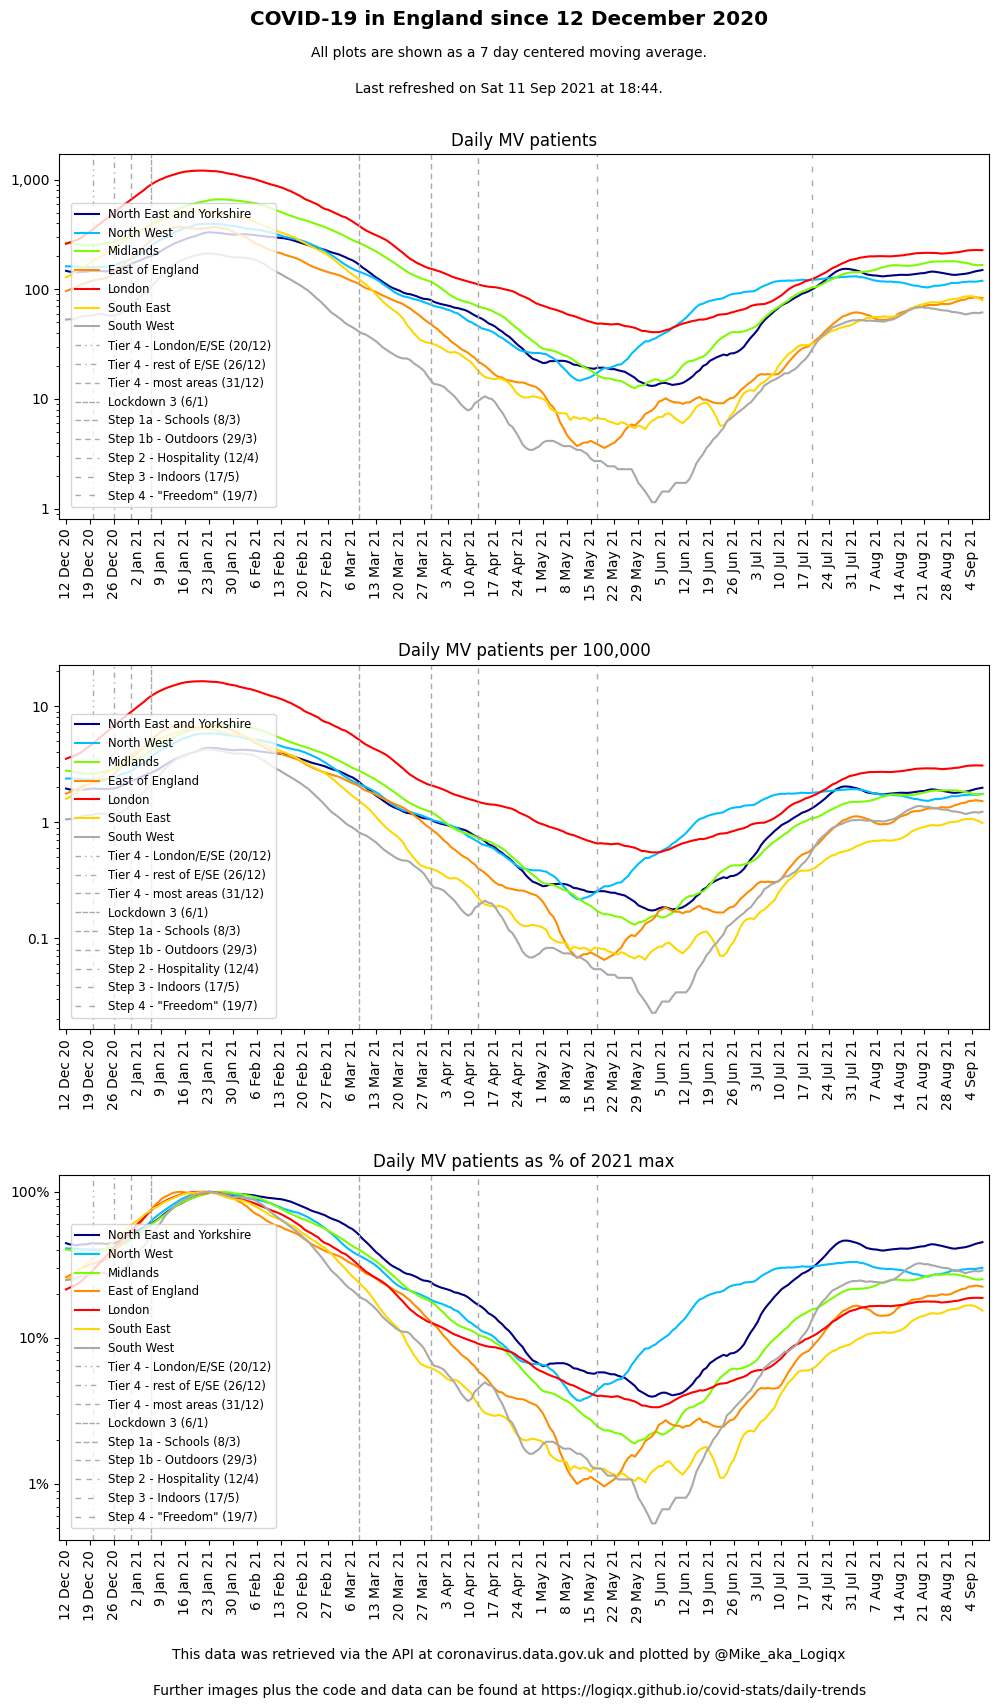 COVID-19 in England since 12 December 2020
All plots are shown as a 7 day centered moving average.
Last refreshed on Sat 11 Sep 2021 at 18:44.
Daily MV patients
1,000
100
10
1
North East and Yorkshire
North West
Midlands
East of England
London
South East
South West
Tier 4 - London/E/SE (20/12)
Tier 4 - rest of E/SE (26/12)
Tier 4 - most areas (31/12)
Lockdown 3 (6/1)
Step 1a - Schools (8/3)
Step 1b - Outdoors (29/3)
Step 2 - Hospitality (12/4)
Step 3 - Indoors (17/5)
Step 4 - "Freedom" (19/7)
12 Dec 20
19 Dec 20
26 Dec 20
2 Jan 21
9 Jan 21
16 Jan 21
23 Jan 21
30 Jan 21
6 Feb 21
13 Feb 21
20 Feb 21
27 Feb 21
6 Mar 21
13 Mar 21
20 Mar 21
27 Mar 21
3 Apr 21
10 Apr 21
17 Apr 21
24 Apr 21
1 May 21
8 May 21
15 May 21
22 May 21
29 May 21
5 Jun 21
12 Jun 21
19 Jun 21
26 Jun 21
3 Jul 21
10 Jul 21
17 Jul 21
24 Jul 21
31 Jul 21
7 Aug 21
14 Aug 21
21 Aug 21
28 Aug 21
4 Sep 21
Daily MV patients per 100,000
10
1
0.1
North East and Yorkshire
North West
Midlands
East of England
London
South East
South West
Tier 4 - London/E/SE (20/12)
Tier 4 - rest of E/SE (26/12)
Tier 4 - most areas (31/12)
Lockdown 3 (6/1)
Step 1a - Schools (8/3)
Step 1b - Outdoors (29/3)
Step 2 - Hospitality (12/4)
Step 3 - Indoors (17/5)
Step 4 - "Freedom" (19/7)
12 Dec 20
19 Dec 20
26 Dec 20
2 Jan 21
9 Jan 21
16 Jan 21
23 Jan 21
30 Jan 21
6 Feb 21
13 Feb 21
20 Feb 21
27 Feb 21
6 Mar 21
13 Mar 21
20 Mar 21
27 Mar 21
3 Apr 21
10 Apr 21
17 Apr 21
24 Apr 21
1 May 21
8 May 21
15 May 21
22 May 21
29 May 21
5 Jun 21
12 Jun 21
19 Jun 21
26 Jun 21
3 Jul 21
10 Jul 21
17 Jul 21
24 Jul 21
31 Jul 21
7 Aug 21
14 Aug 21
21 Aug 21
28 Aug 21
4 Sep 21
Daily MV patients as % of 2021 max
100%
10%
1%
North East and Yorkshire
North West
Midlands
East of England
London
South East
South West
Tier 4 - London/E/SE (20/12)
Tier 4 - rest of E/SE (26/12)
Tier 4 - most areas (31/12)
Lockdown 3 (6/1)
Step 1a - Schools (8/3)
Step 1b - Outdoors (29/3)
Step 2 - Hospitality (12/4)
Step 3 - Indoors (17/5)
Step 4 - "Freedom" (19/7)
12 Dec 20
19 Dec 20
26 Dec 20
2 Jan 21
9 Jan 21
16 Jan 21
23 Jan 21
30 Jan 21
6 Feb 21
13 Feb 21
20 Feb 21
27 Feb 21
6 Mar 21
13 Mar 21
20 Mar 21
27 Mar 21
3 Apr 21
10 Apr 21
17 Apr 21
24 Apr 21
1 May 21
8 May 21
15 May 21
22 May 21
29 May 21
5 Jun 21
12 Jun 21
19 Jun 21
26 Jun 21
3 Jul 21
10 Jul 21
17 Jul 21
24 Jul 21
31 Jul 21
7 Aug 21
14 Aug 21
21 Aug 21
28 Aug 21
4 Sep 21
This data was retrieved via the API at coronavirus.data.gov.uk and plotted by @Mike_aka_Logiqx
Further images plus the code and data can be found at https://logiqx.github.io/covid-stats/daily-trends